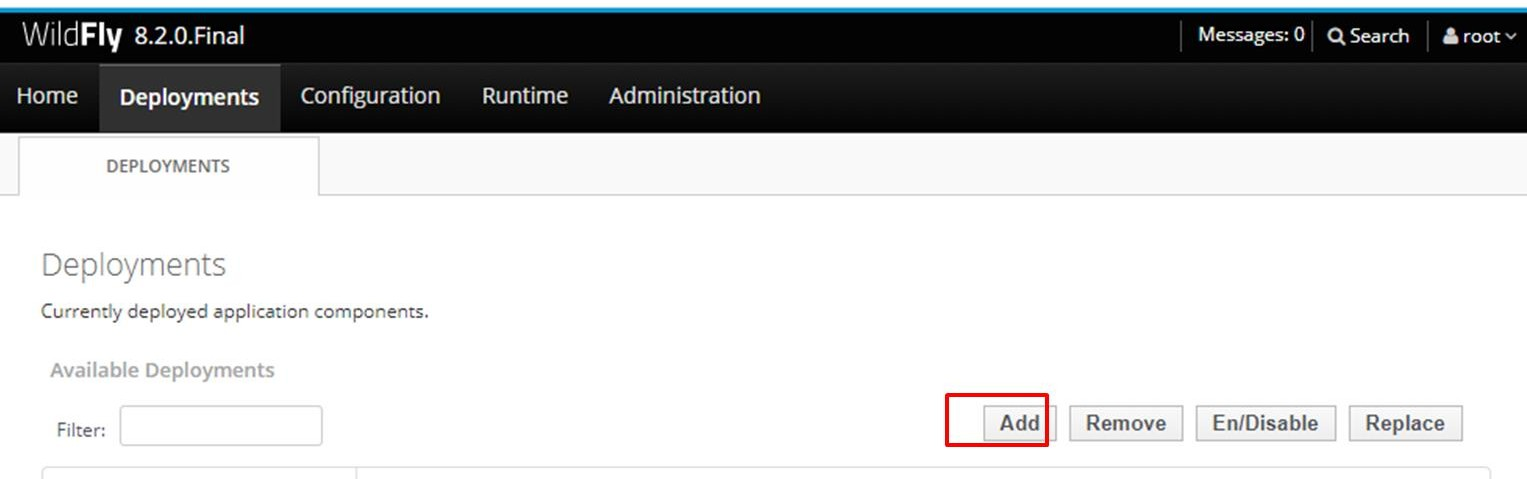 WildFly 8.2.0.Final Messages: 0 Search root
Home Deployments Configuration Runtime Administration
DEPLOYMENTS
Deployments
Currently deployed application components.
Available Deployments
Filter: Add Remove En/Disable Replace